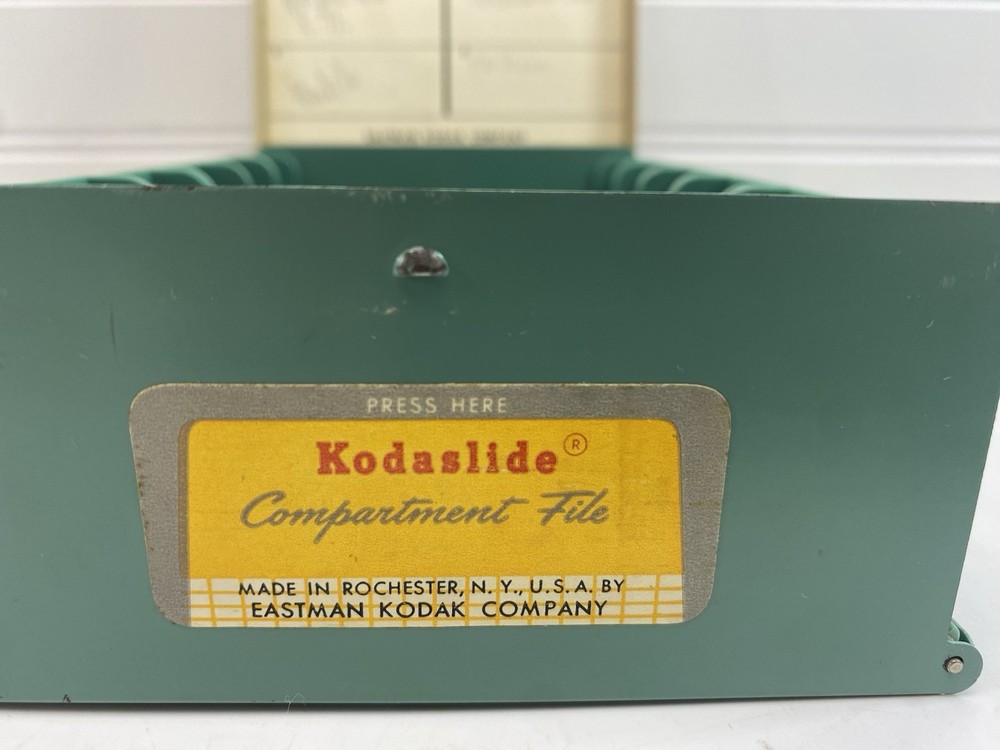 PRESS HERE
Kodaslide®
Compartment File
MADE IN ROCHESTER, N. Y., U. S. A. BY
EASTMAN KODAK COMPANY